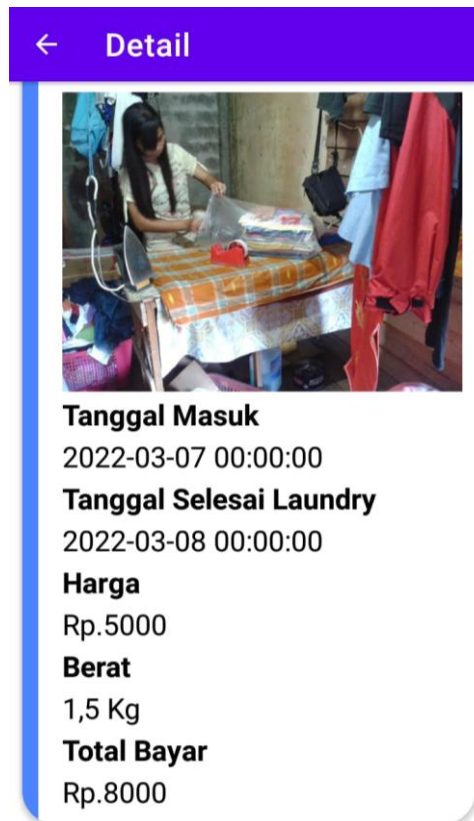 Detail
Tanggal Masuk
2022-03-07 00:00:00
Tanggal Selesai Laundry
2022-03-08 00:00:00
Harga
Rp.5000
Berat
1,5 Kg
Total Bayar
Rp.8000